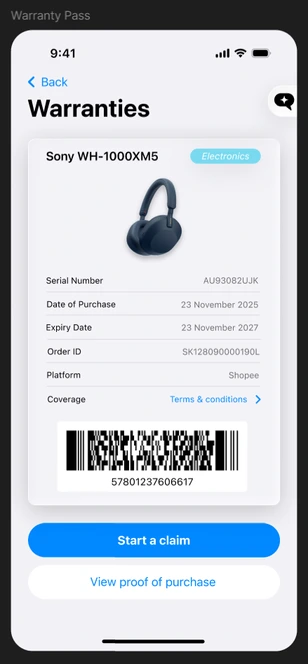 Warranty Pass
9:41
Back
Warranties
Sony WH-1000XM5
Electronics
Serial Number AU93082UJK
Date of Purchase 23 November 2025
Expiry Date 23 November 2027
Order ID SK128090000190L
Platform Shopee
Coverage Terms & conditions
57801237606617
Start a claim
View proof of purchase